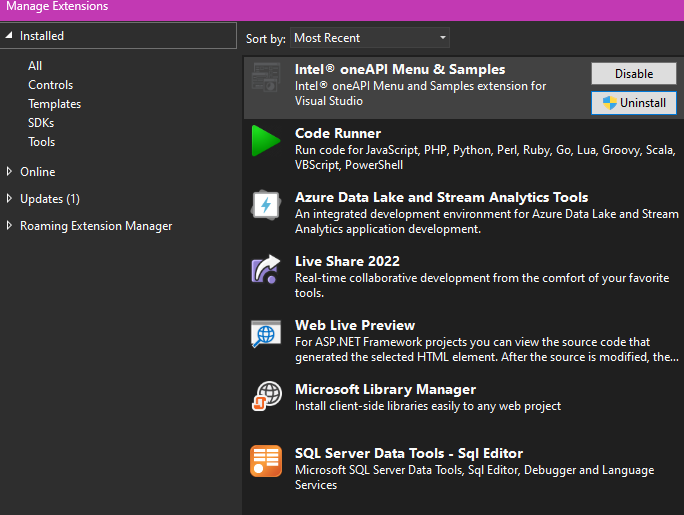 Manage Extensions
Installed
All
Controls
Templates
SDKs
Tools
Online
Updates (1)
Roaming Extension Manager
Sort by: Most Recent
Intel® oneAPI Menu & Samples
Intel® oneAPI Menu and Samples extension for
Visual Studio
Disable
Uninstall
Code Runner
Run code for JavaScript, PHP, Python, Perl, Ruby, Go, Lua, Groovy, Scala,
VBScript, PowerShell
Azure Data Lake and Stream Analytics Tools
An integrated development environment for Azure Data Lake and Stream
Analytics application development.
Live Share 2022
Real-time collaborative development from the comfort of your favorite
tools.
Web Live Preview
For ASP.NET Framework projects you can view the source code that
generated the selected HTML element. After the source is modified, the...
Microsoft Library Manager
Install client-side libraries easily to any web project
SQL Server Data Tools - Sql Editor
Microsoft SQL Server Data Tools, Sql Editor, Debugger and Language
Services